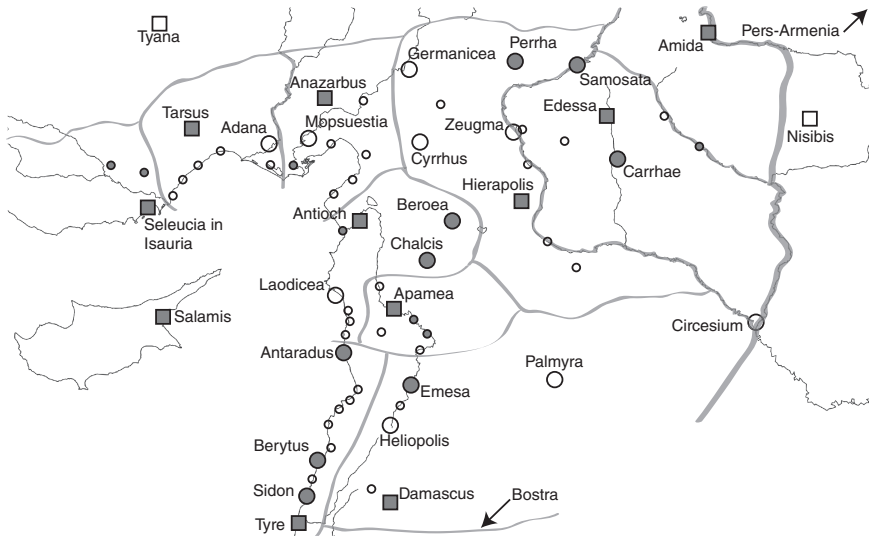 Tyana
Germanicea
Perrha
Amida
Pers-Armenia
Samosata
Anazarbus
Tarsus
Edessa
Adana
Mopsuestia
Zeugma
Nisibis
Cyrrhus
Carrhae
Hierapolis
Beroea
Antioch
Seleucia in
Isauria
Chalcis
Laodicea
Apamea
Salamis
Circesium
Antaradus
Palmyra
Emesa
Heliopolis
Berytus
Sidon
Damascus
Bostra
Tyre